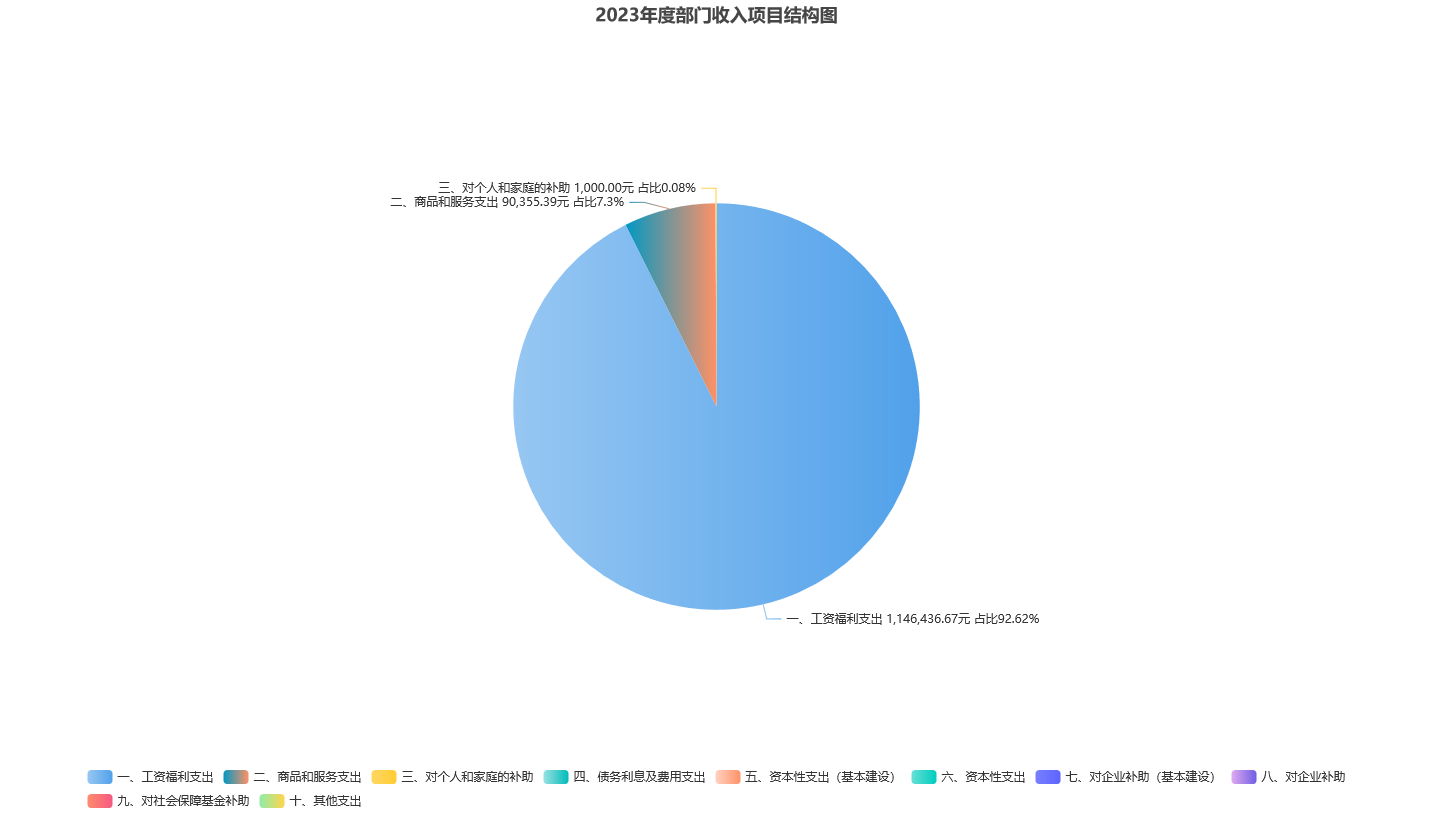 2023年度部门收入项目结构图
三、对个人和家庭的补助 1,000.00元 占比0.08%
二、商品和服务支出 90,355.39元 占比7.3%
一、工资福利支出 1,146,436.67元 占比92.62%
一、工资福利支出 二、商品和服务支出 三、对个人和家庭的补助 四、债务利息及费用支出 五、资本性支出（基本建设） 六、资本性支出 七、对企业补助（基本建设） 八、对企业补助
九、对社会保障基金补助 十、其他支出